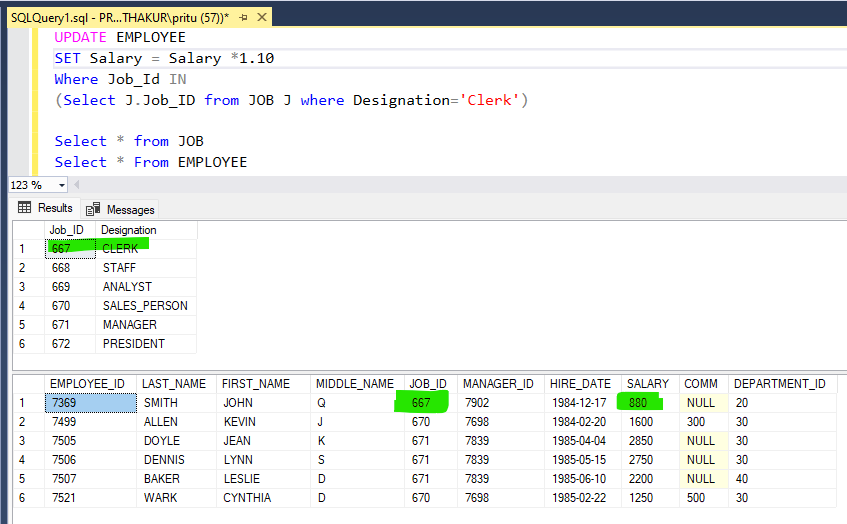 SQLQuery1.sql - PR...THAKUR\pritu (57))*
UPDATE EMPLOYEE
SET Salary = Salary *1.10
Where Job_Id IN
(Select J.Job_ID from JOB J where Designation='Clerk')
Select * from JOB
Select * From EMPLOYEE
123 %
Results Messages
Job_ID Designation
1 667 CLERK
2 668 STAFF
3 669 ANALYST
4 670 SALES_PERSON
5 671 MANAGER
6 672 PRESIDENT
EMPLOYEE_ID LAST_NAME FIRST_NAME MIDDLE_NAME JOB_ID MANAGER_ID HIRE_DATE SALARY COMM DEPARTMENT_ID
1 7369 SMITH JOHN Q 667 7902 1984-12-17 880 NULL 20
2 7499 ALLEN KEVIN J 670 7698 1984-02-20 1600 300 30
3 7505 DOYLE JEAN K 671 7839 1985-04-04 2850 NULL 30
4 7506 DENNIS LYNN S 671 7839 1985-05-15 2750 NULL 30
5 7507 BAKER LESLIE D 671 7839 1985-06-10 2200 NULL 40
6 7521 WARK CYNTHIA D 670 7698 1985-02-22 1250 500 30